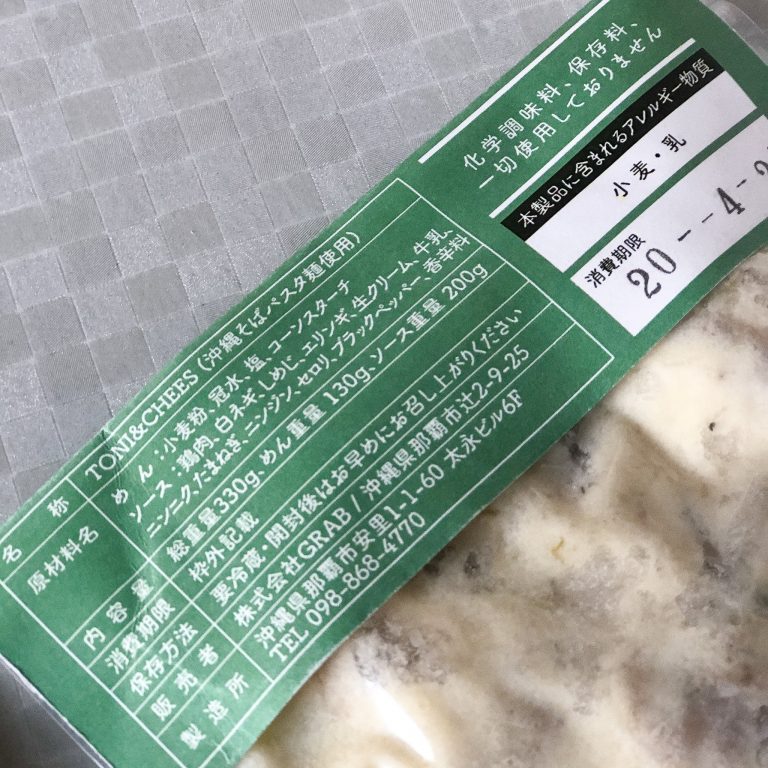 化学調味料、保存料、
一切使用しておりません
本製品に含まれるアレルギー物質
小麦・乳
消費期限
20--4-2
名称 TONI&CHEES（沖縄そばパスタ麺使用）
原材料名 めん：小麦粉、冠水、塩、コーンスターチ
ソース：鶏肉、白ネギ、しめじ、エリンギ、生クリーム、牛乳、
ニンニク、たまねぎ、ニンジン、セロリ、ブラックペッパー、香辛料
内容量 総重量330g、めん重量 130g、ソース重量 200g
消費期限 枠外記載
保存方法 要冷蔵・開封後はお早めにお召し上がりください
販売者 株式会社GRAB / 沖縄県那覇市辻2-9-25
製造所 沖縄県那覇市安里1-1-60 太永ビル6F
TEL 098-868-4770